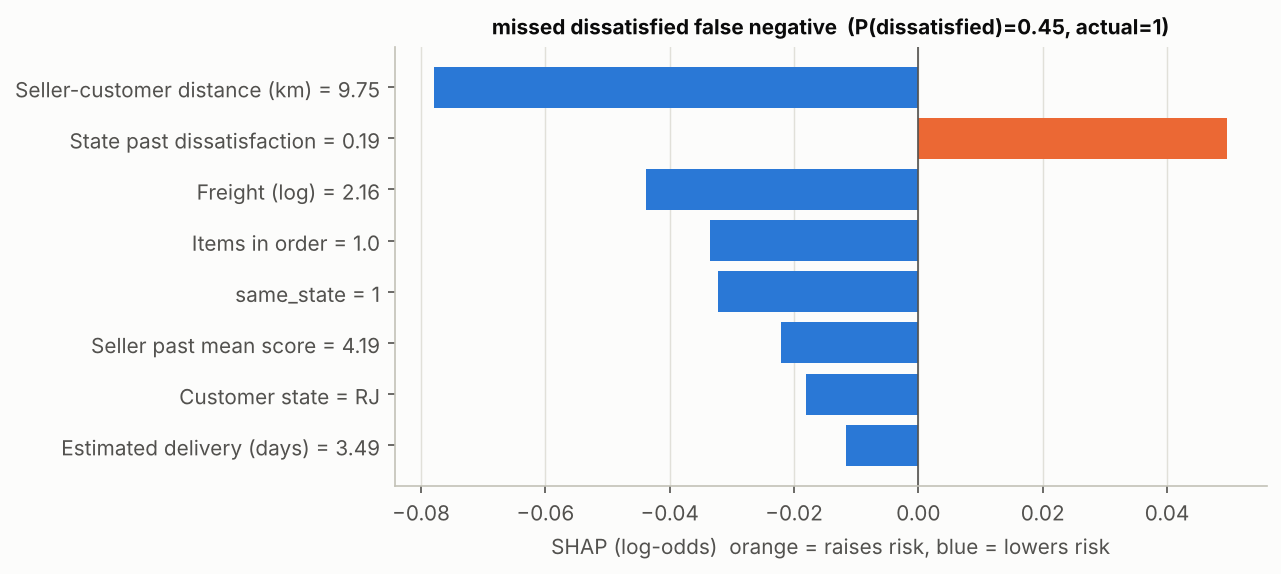 missed dissatisfied false negative  (P(dissatisfied)=0.45, actual=1)
Seller-customer distance (km) = 9.75
State past dissatisfaction = 0.19
Freight (log) = 2.16
Items in order = 1.0
same_state = 1
Seller past mean score = 4.19
Customer state = RJ
Estimated delivery (days) = 3.49
−0.08 −0.06 −0.04 −0.02 0.00 0.02 0.04
SHAP (log-odds)  orange = raises risk, blue = lowers risk